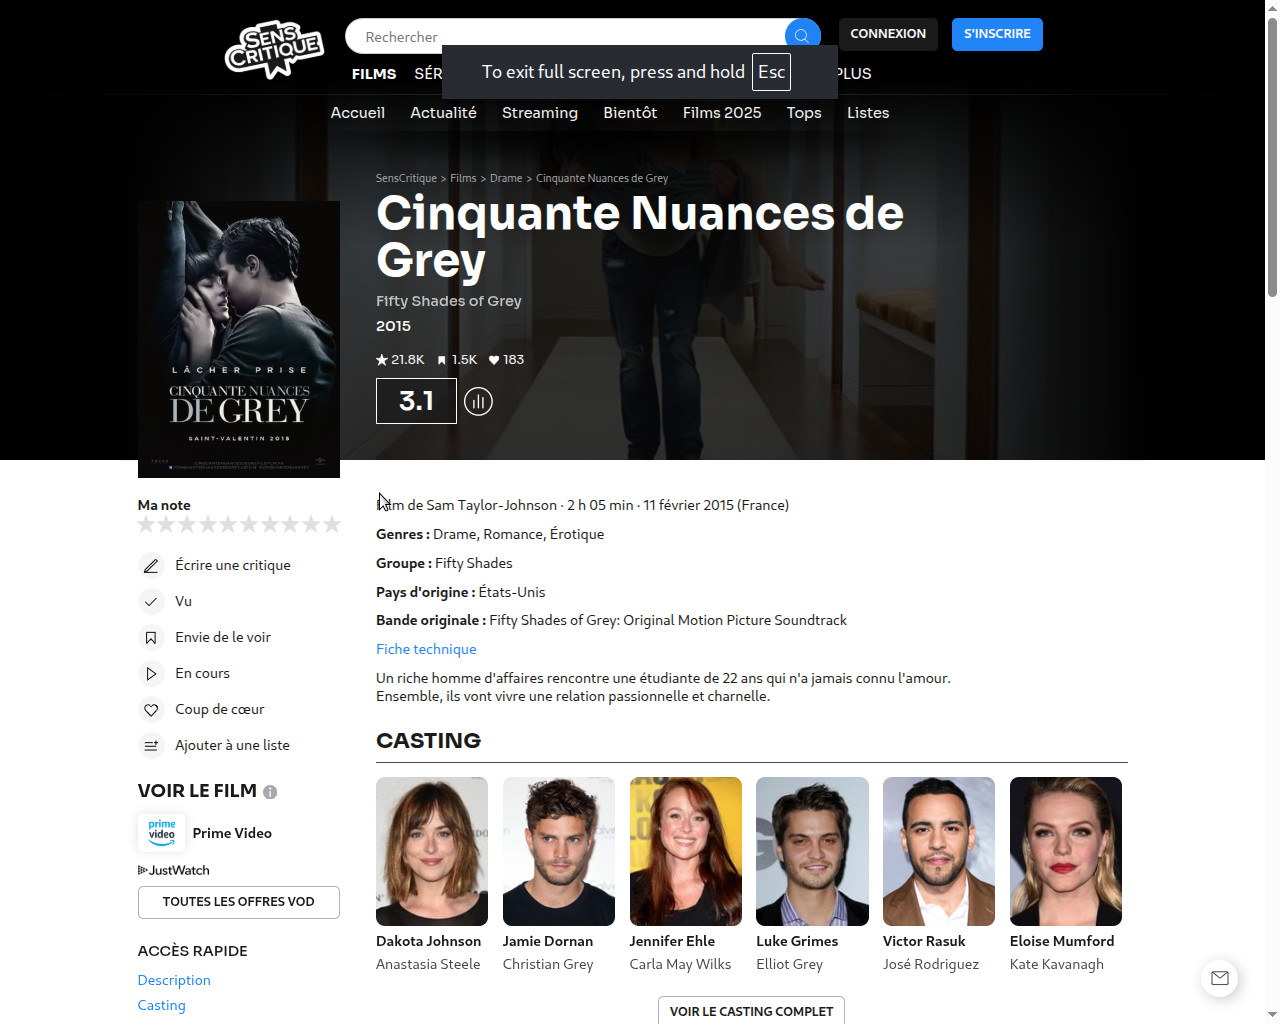 SENS
CRITIQUE
Rechercher
CONNEXION
S'INSCRIRE
To exit full screen, press and hold Esc
FILMS
SÉR
PLUS
Accueil
Actualité
Streaming
Bientôt
Films 2025
Tops
Listes
SensCritique > Films > Drame > Cinquante Nuances de Grey
Cinquante Nuances de
Grey
Fifty Shades of Grey
2015
21.8K
1.5K
183
3.1
LÂCHER PRISE
CINQUANTE NUANCES
DE GREY
SAINT-VALENTIN 2015
Ma note
Écrire une critique
Vu
Envie de le voir
En cours
Coup de cœur
Ajouter à une liste
VOIR LE FILM
prime
video
Prime Video
JustWatch
TOUTES LES OFFRES VOD
ACCÈS RAPIDE
Description
Casting
Film de Sam Taylor-Johnson · 2 h 05 min · 11 février 2015 (France)
Genres : Drame, Romance, Érotique
Groupe : Fifty Shades
Pays d'origine : États-Unis
Bande originale : Fifty Shades of Grey: Original Motion Picture Soundtrack
Fiche technique
Un riche homme d'affaires rencontre une étudiante de 22 ans qui n'a jamais connu l'amour.
Ensemble, ils vont vivre une relation passionnelle et charnelle.
CASTING
Dakota Johnson
Anastasia Steele
Jamie Dornan
Christian Grey
Jennifer Ehle
Carla May Wilks
Luke Grimes
Elliot Grey
Victor Rasuk
José Rodriguez
Eloise Mumford
Kate Kavanagh
VOIR LE CASTING COMPLET